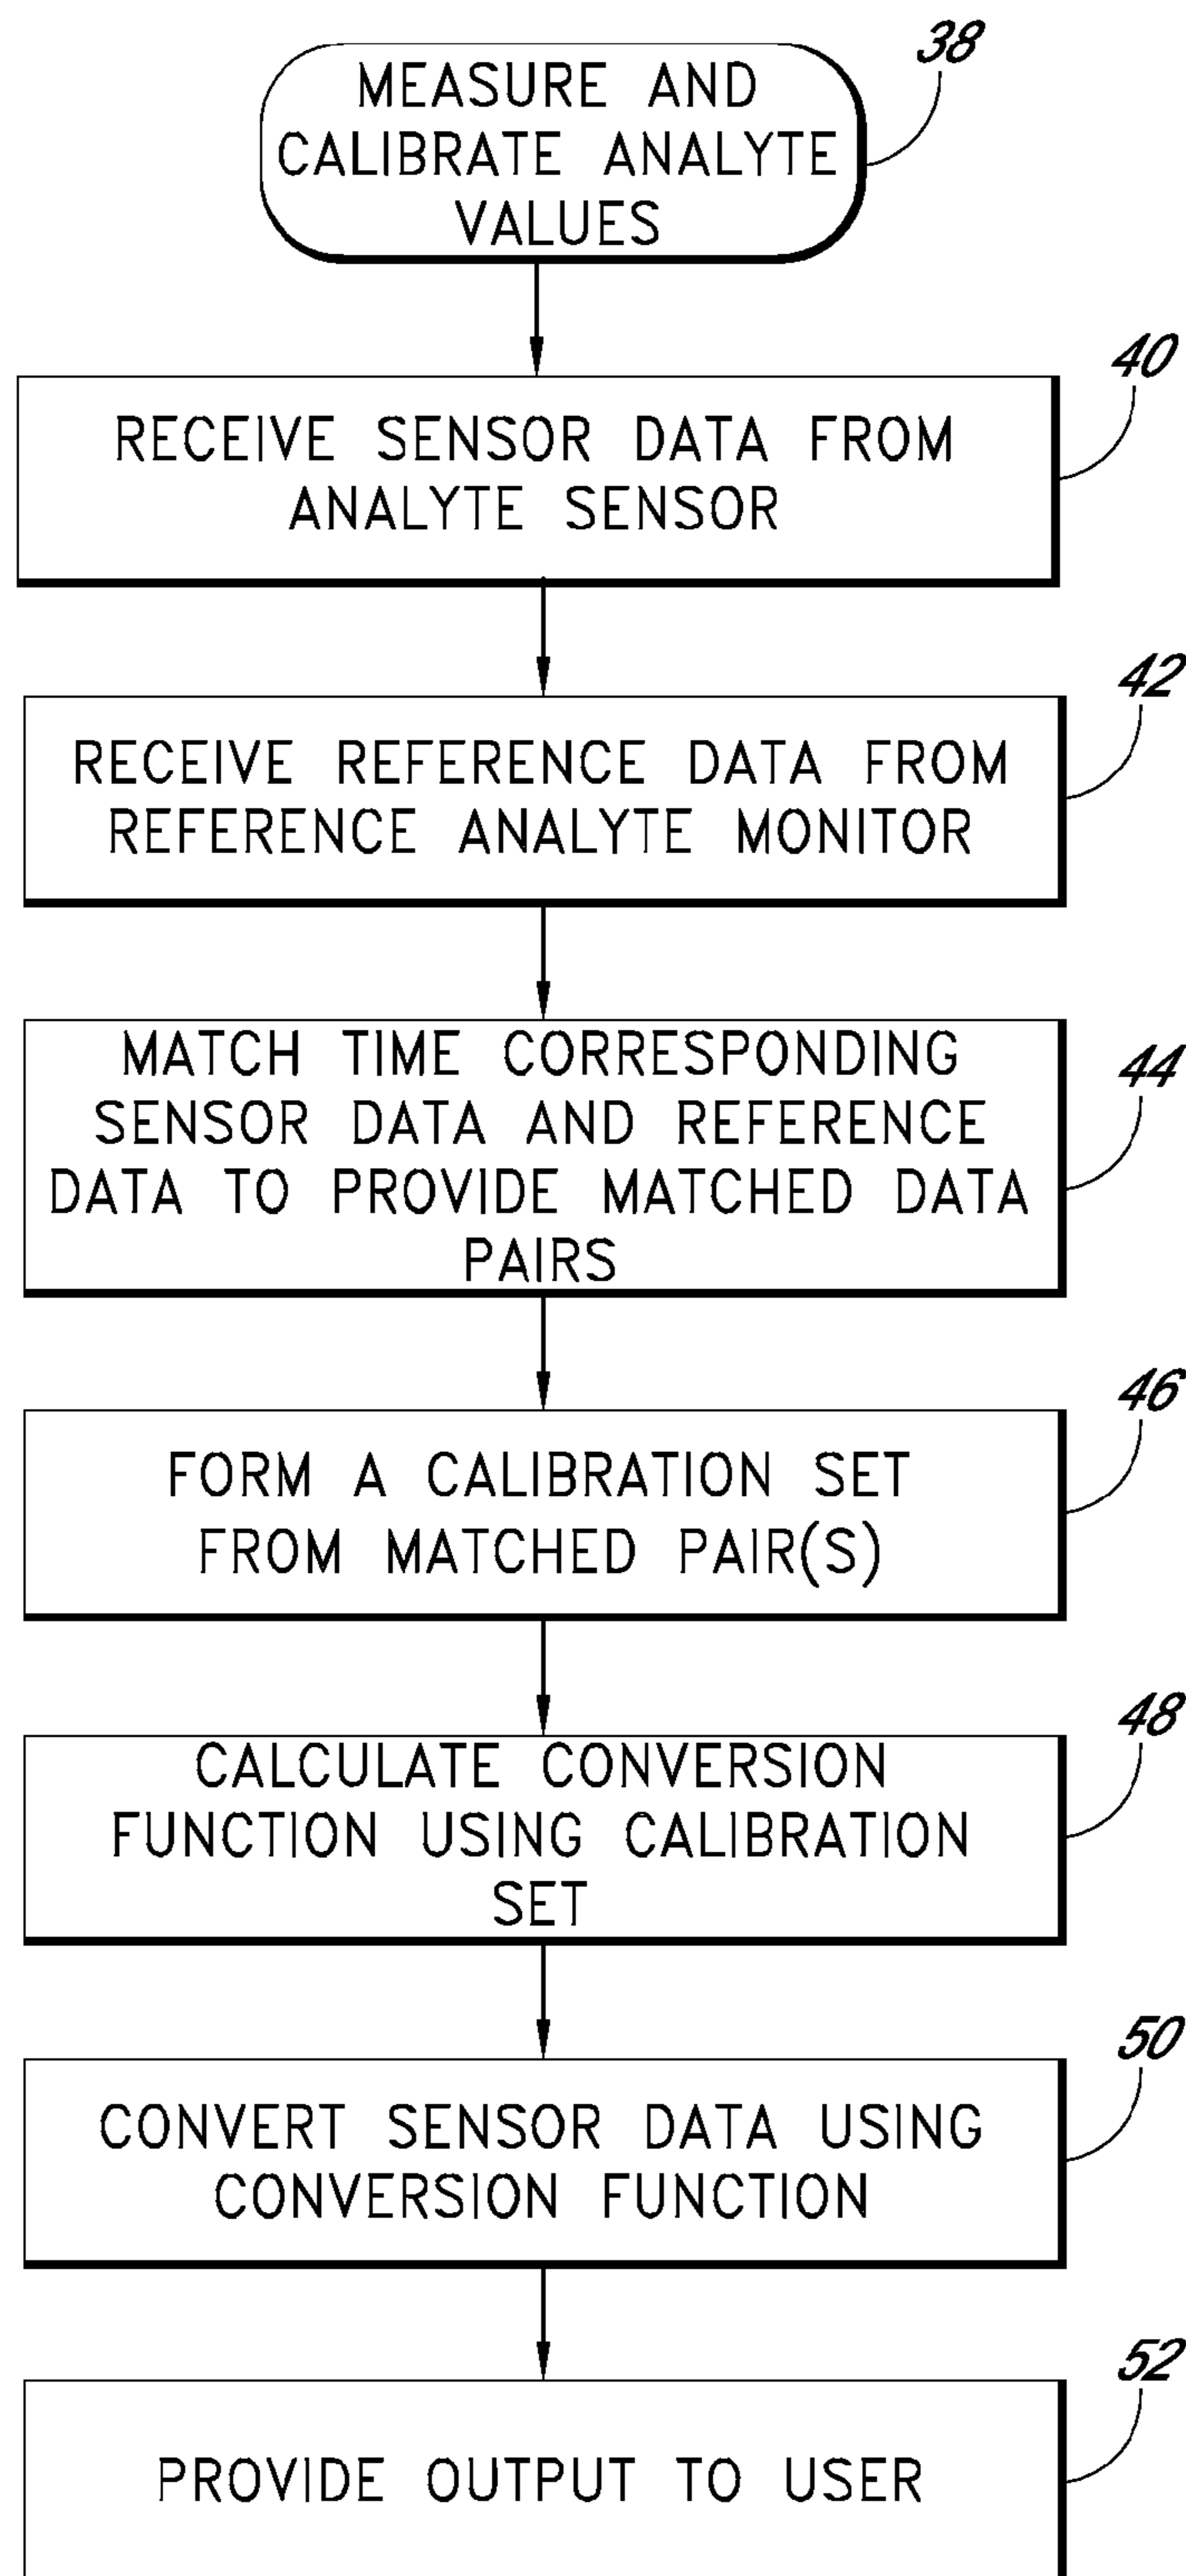 38
MEASURE AND
CALIBRATE ANALYTE
VALUES
40
RECEIVE SENSOR DATA FROM
ANALYTE SENSOR
42
RECEIVE REFERENCE DATA FROM
REFERENCE ANALYTE MONITOR
44
MATCH TIME CORRESPONDING
SENSOR DATA AND REFERENCE
DATA TO PROVIDE MATCHED DATA
PAIRS
46
FORM A CALIBRATION SET
FROM MATCHED PAIR(S)
48
CALCULATE CONVERSION
FUNCTION USING CALIBRATION
SET
50
CONVERT SENSOR DATA USING
CONVERSION FUNCTION
52
PROVIDE OUTPUT TO USER